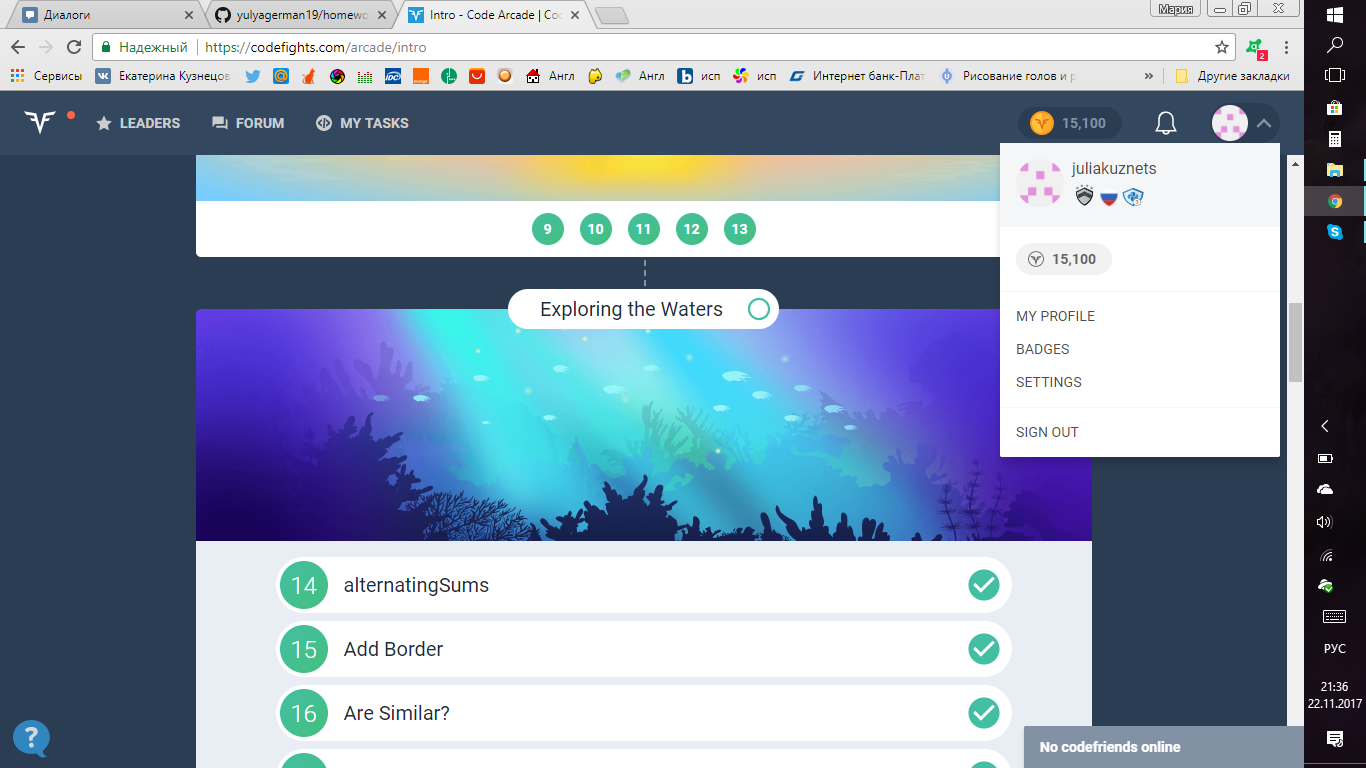 Диалоги
yulyagerman19/homewo
Intro - Code Arcade | Co
Мария
Надежный
https://codefights.com/arcade/intro
2
Сервисы
Екатерина Кузнецов
Англ
Англ
исп
исп
Интернет банк-Плат
Рисование голов и р
»
Другие закладки
LEADERS
FORUM
MY TASKS
15,100
juliakuznets
3
15,100
MY PROFILE
BADGES
SETTINGS
SIGN OUT
9
10
11
12
13
Exploring the Waters
14 alternatingSums
15 Add Border
16 Are Similar?
?
No codefriends online
РУС
21:36
22.11.2017